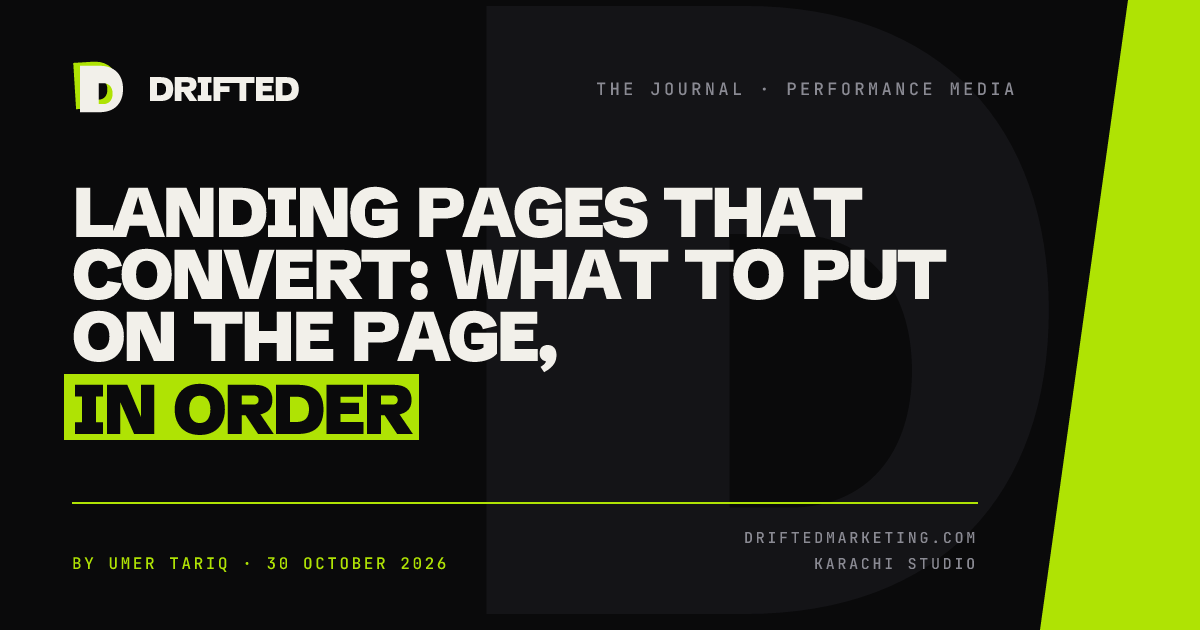 D DRIFTED
THE JOURNAL · PERFORMANCE MEDIA
LANDING PAGES THAT
CONVERT: WHAT TO PUT
ON THE PAGE,
IN ORDER
BY UMER TARIQ · 30 OCTOBER 2026
DRIFTEDMARKETING.COM
KARACHI STUDIO